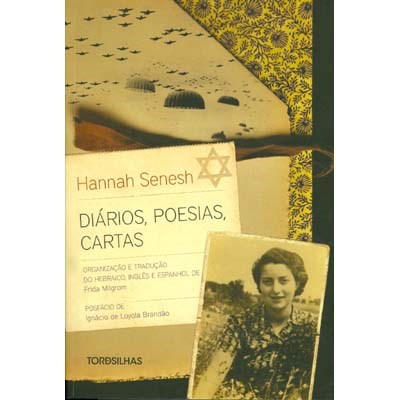 Hannah Senesh
DIÁRIOS, POESIAS,
CARTAS
ORGANIZAÇÃO E TRADUÇÃO
DO HEBRAICO, INGLÊS E ESPANHOL DE
Frida Milgrom
POSFÁCIO DE
Ignácio de Loyola Brandão
TORDSILHAS